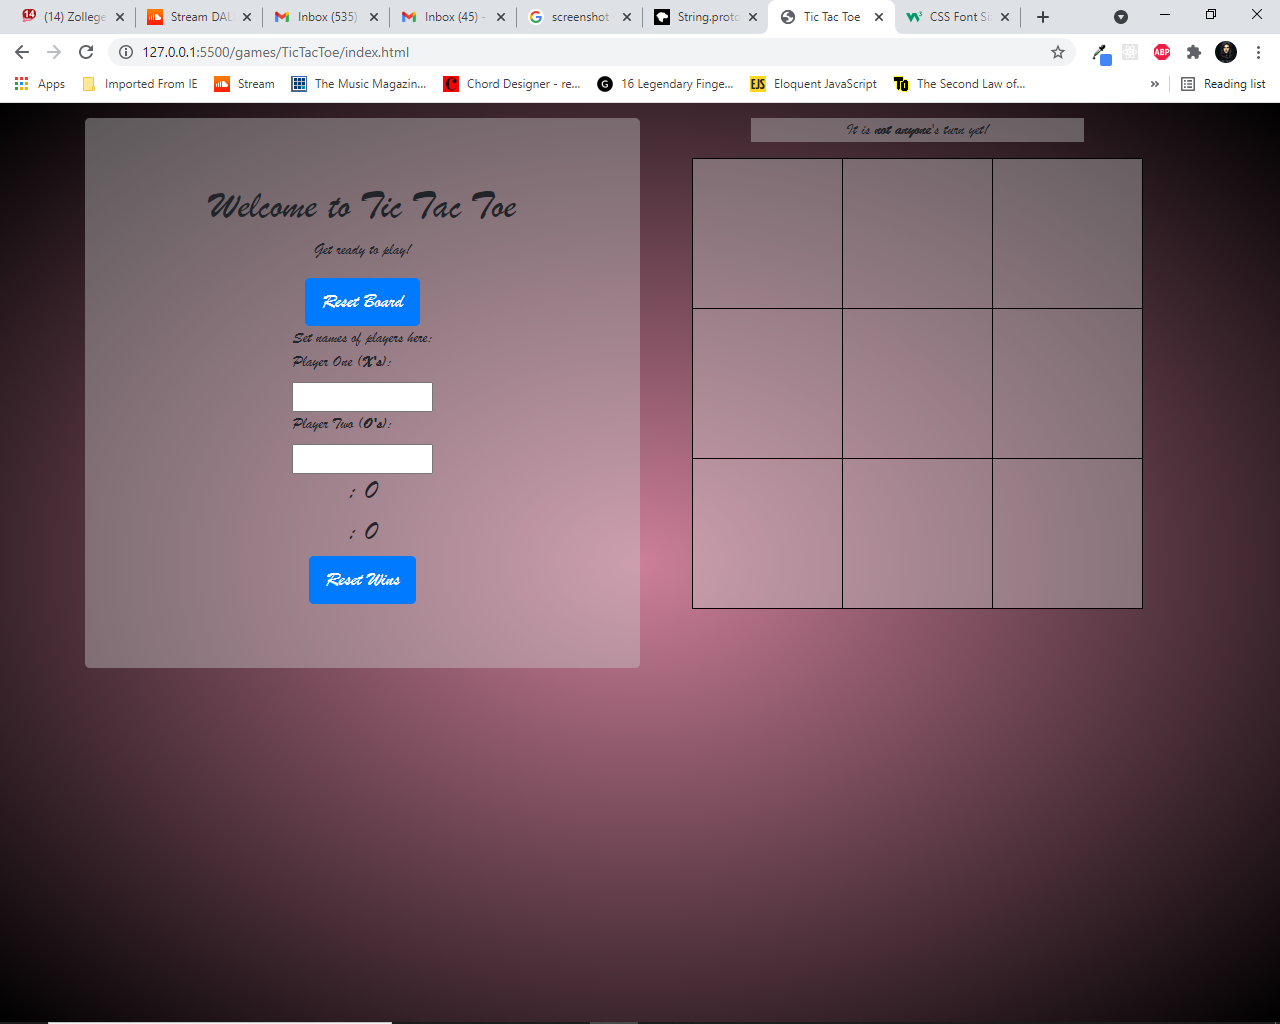 (14) Zollege
Stream DAL
Inbox (535)
Inbox (45) -
screenshot
String.proto
Tic Tac Toe
CSS Font Si
127.0.0.1:5500/games/TicTacToe/index.html
ABP
Apps
Imported From IE
Stream
The Music Magazin...
Chord Designer - re...
16 Legendary Finge...
Eloquent JavaScript
The Second Law of...
»
Reading list
Welcome to Tic Tac Toe
Get ready to play!
Reset Board
Set names of players here:
Player One (X's):
Player Two (O's):
: 0
: 0
Reset Wins
It is not anyone's turn yet!